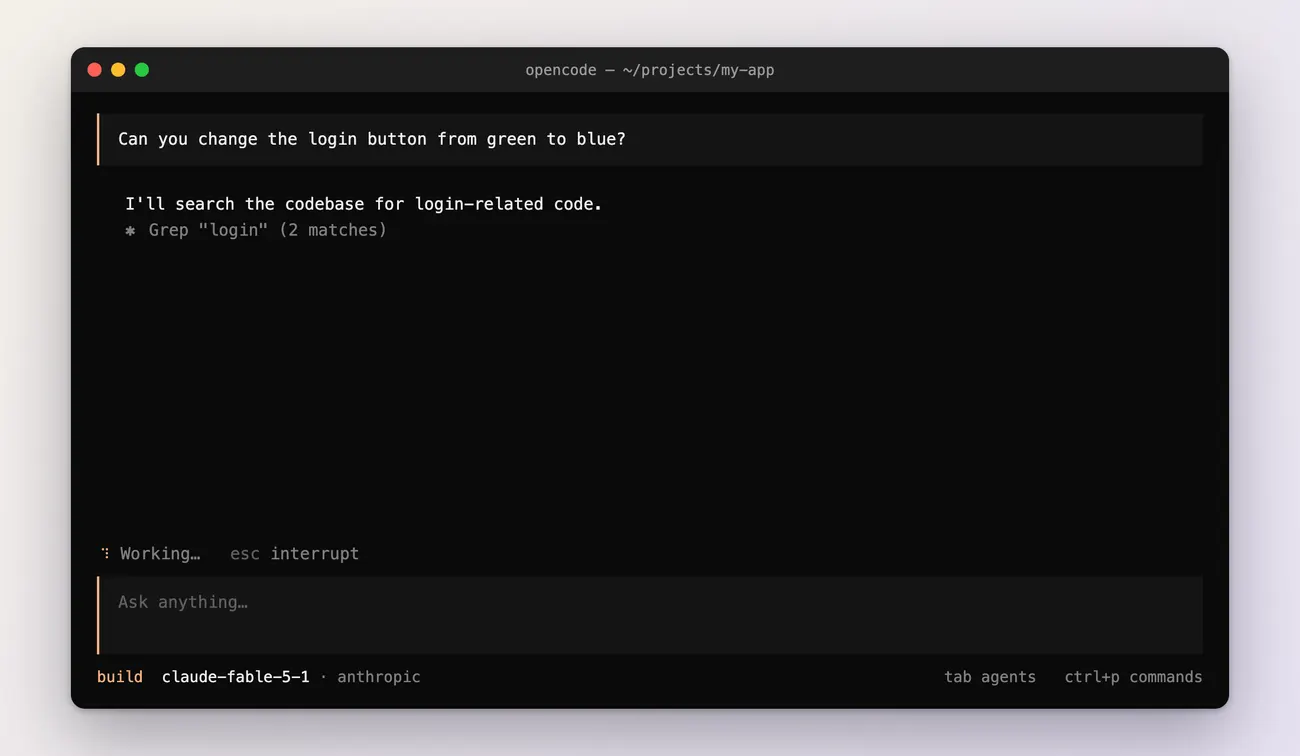 opencode — ~/projects/my-app
Can you change the login button from green to blue?
I'll search the codebase for login-related code.
✱ Grep "login" (2 matches)
Working… esc interrupt
Ask anything…
build claude-fable-5-1 · anthropic tab agents ctrl+p commands